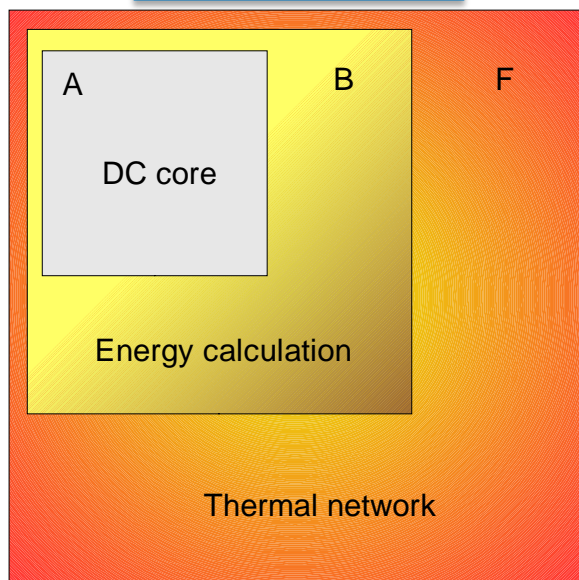 A
B
F
DC core
Energy calculation
Thermal network